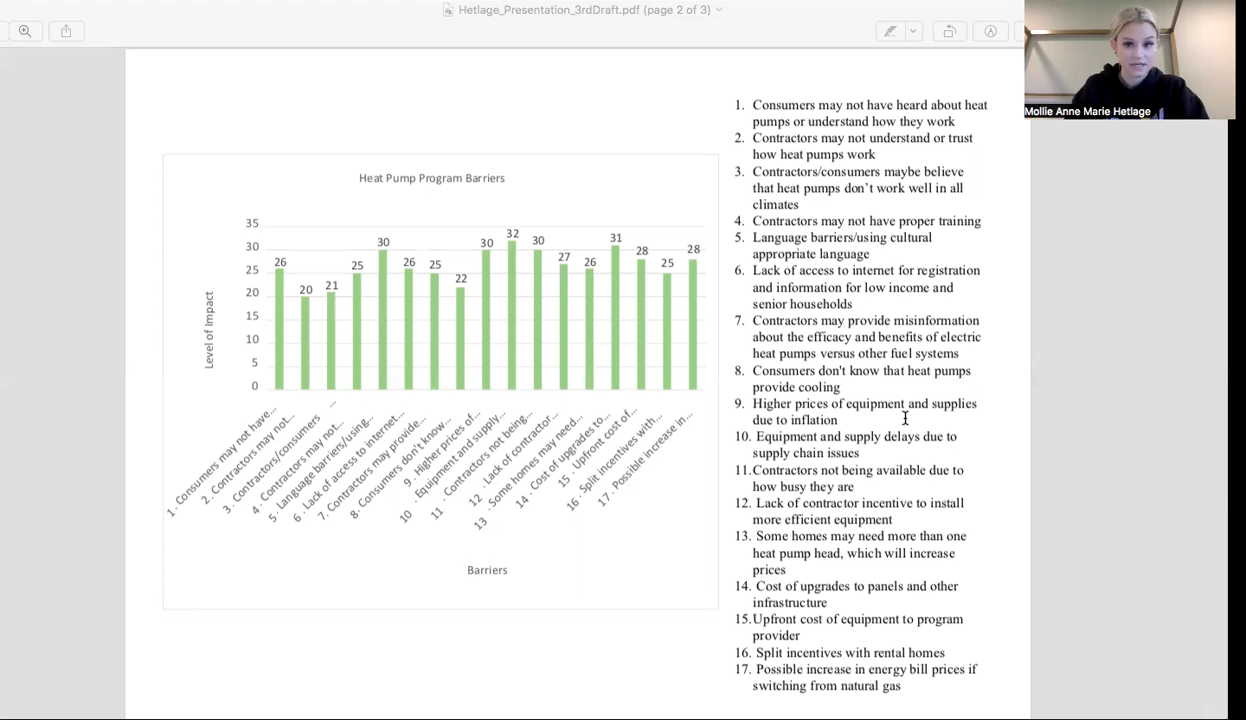 Hetlage_Presentation_3rdDraft.pdf (page 2 of 3)
Mollie Anne Marie Hetlage
Heat Pump Program Barriers
Level of Impact
35
30
25
20
15
10
5
0
26
20
21
25
30
26
25
22
30
32
30
27
26
31
28
25
28
1. Consumers may not have...
2. Contractors may not...
3. Contractors/consumers ...
4. Contractors may not...
5. Language barriers/using...
6. Lack of access to internet...
7. Contractors may provide...
8. Consumers don't know...
9. Higher prices of...
10. Equipment and supply...
11. Contractors not being...
12. Lack of contractor...
13. Some homes may need...
14. Cost of upgrades to...
15. Upfront cost of...
16. Split incentives with...
17. Possible increase in...
Barriers
1. Consumers may not have heard about heat
pumps or understand how they work
2. Contractors may not understand or trust
how heat pumps work
3. Contractors/consumers maybe believe
that heat pumps don't work well in all
climates
4. Contractors may not have proper training
5. Language barriers/using cultural
appropriate language
6. Lack of access to internet for registration
and information for low income and
senior households
7. Contractors may provide misinformation
about the efficacy and benefits of electric
heat pumps versus other fuel systems
8. Consumers don't know that heat pumps
provide cooling
9. Higher prices of equipment and supplies
due to inflation
10. Equipment and supply delays due to
supply chain issues
11.Contractors not being available due to
how busy they are
12. Lack of contractor incentive to install
more efficient equipment
13. Some homes may need more than one
heat pump head, which will increase
prices
14. Cost of upgrades to panels and other
infrastructure
15.Upfront cost of equipment to program
provider
16. Split incentives with rental homes
17. Possible increase in energy bill prices if
switching from natural gas